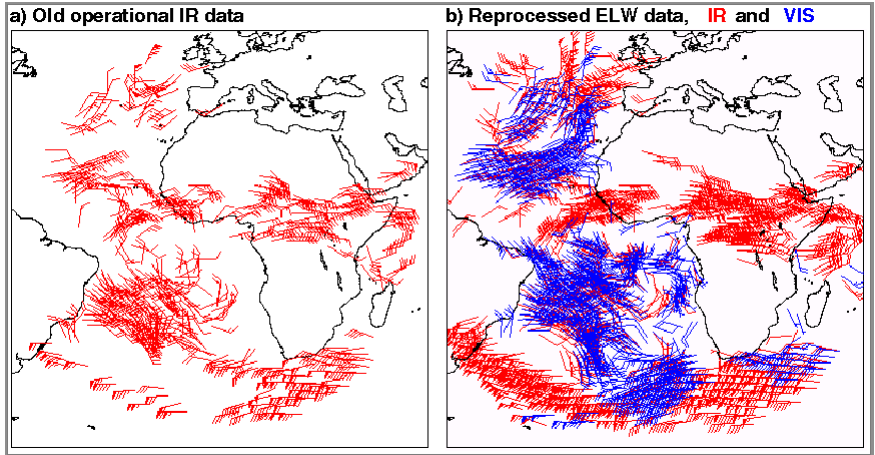 a) Old operational IR data
b) Reprocessed ELW data, IR and VIS